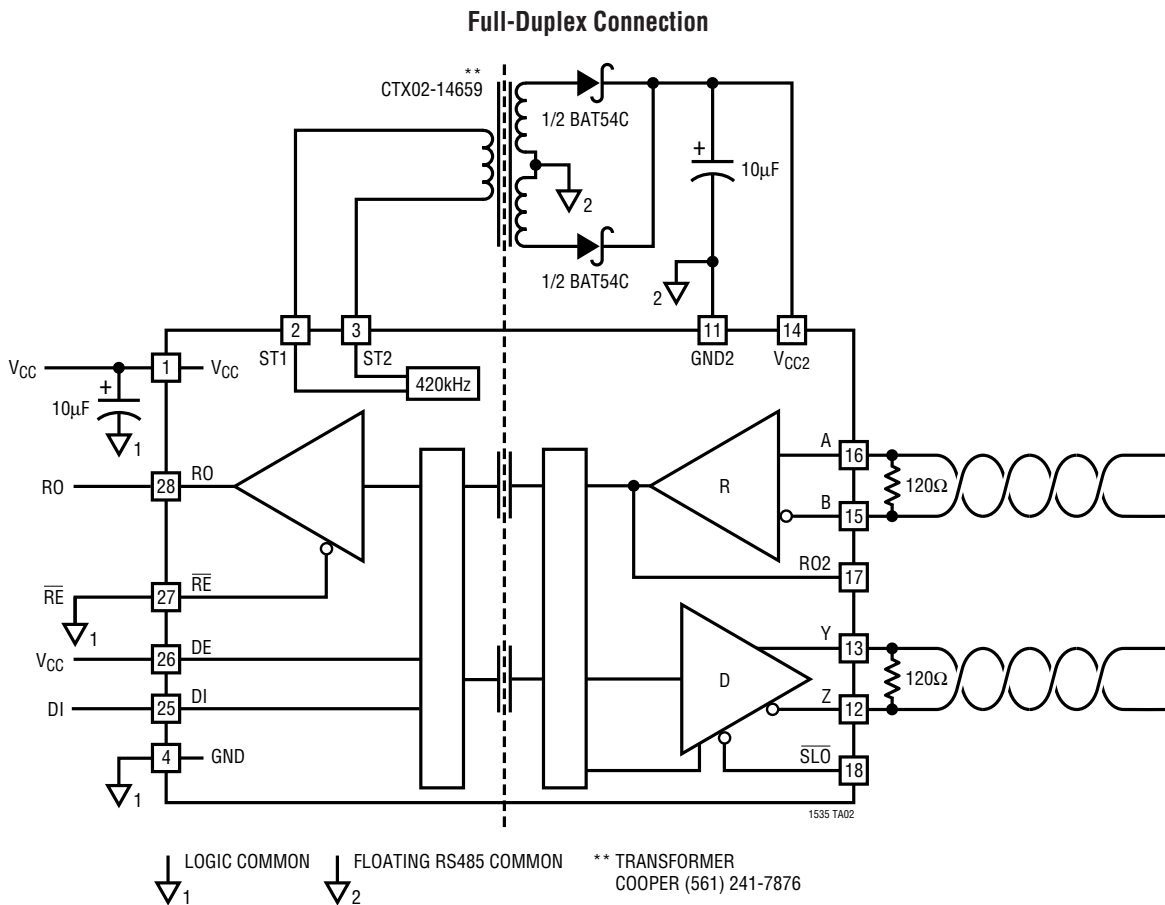 Full-Duplex Connection
**
CTX02-14659
1/2 BAT54C
+
10µF
2
1/2 BAT54C
2
2
3
11
14
ST1
ST2
GND2
VCC2
VCC
1
VCC
420kHz
+
10µF
1
A
16
RO
28
RO
R
120Ω
B
15
RO2
17
RE
27
RE
1
Y
13
VCC
26
DE
D
120Ω
DI
25
DI
Z
12
4
GND
SLO
18
1
1535 TA02
LOGIC COMMON
1
FLOATING RS485 COMMON
2
** TRANSFORMER
COOPER (561) 241-7876